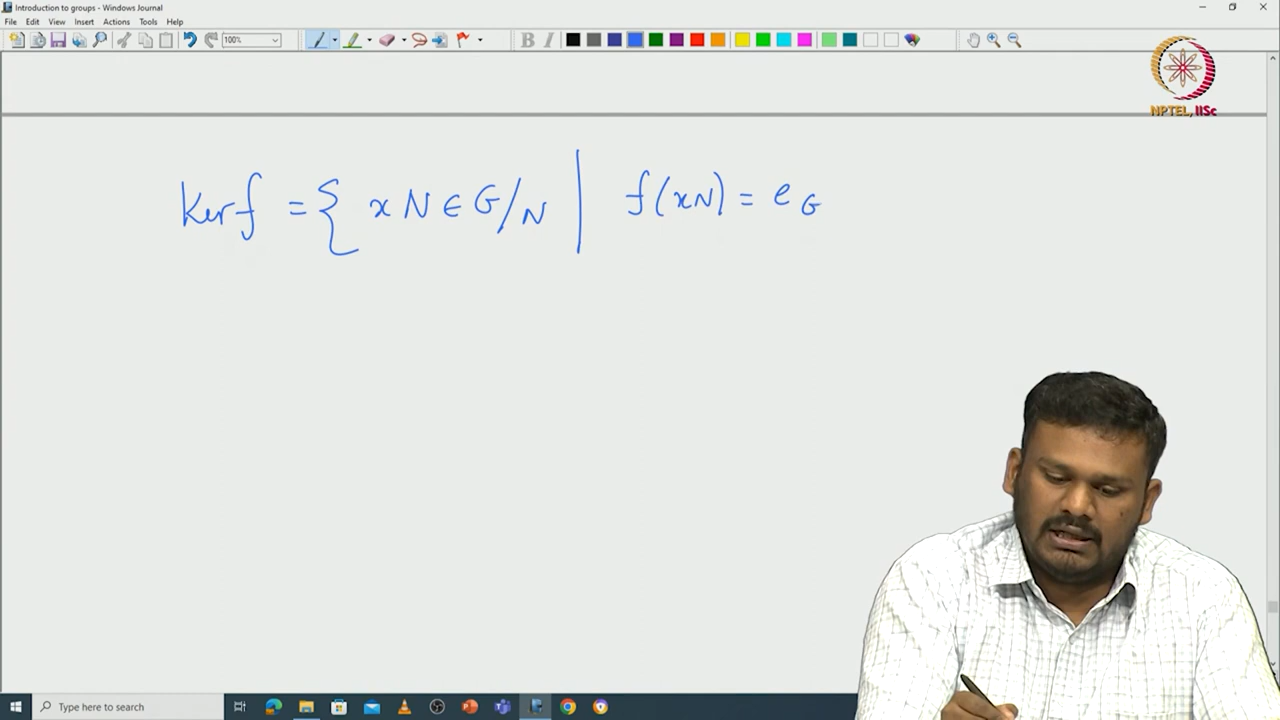 Introduction to groups - Windows Journal
File Edit View Insert Actions Tools Help
100%
B I
NPTEL, IISc
Ker f = { x N ∈ G/N | f(xN) = e_G
Type here to search